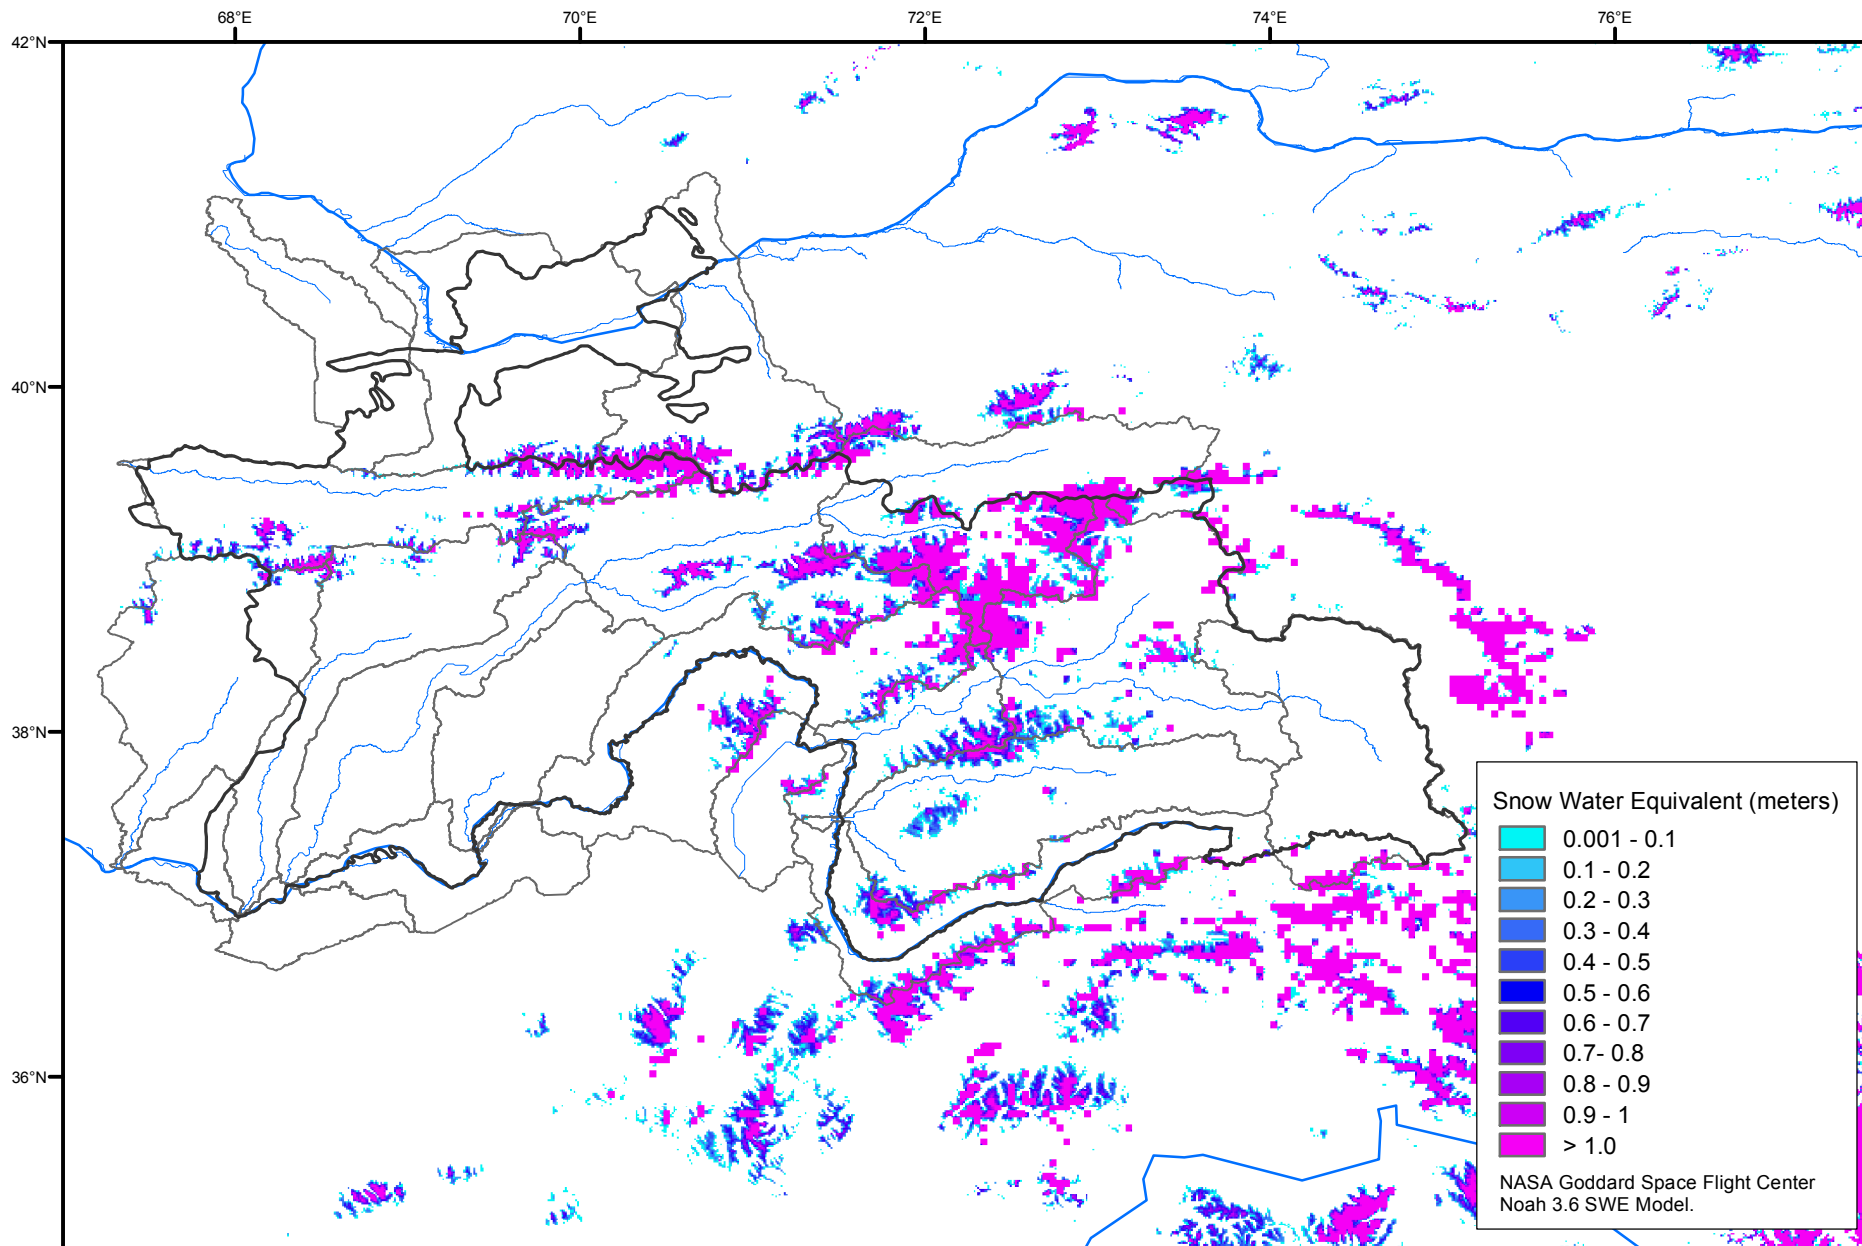 68°E
70°E
72°E
74°E
76°E
42°N
40°N
38°N
36°N
Snow Water Equivalent (meters)
0.001 - 0.1
0.1 - 0.2
0.2 - 0.3
0.3 - 0.4
0.4 - 0.5
0.5 - 0.6
0.6 - 0.7
0.7- 0.8
0.8 - 0.9
0.9 - 1
> 1.0
NASA Goddard Space Flight Center
Noah 3.6 SWE Model.